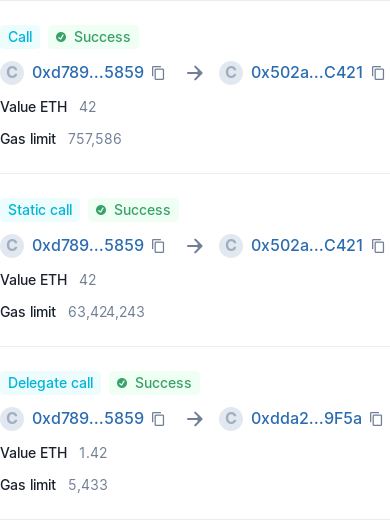 Call Success
C 0xd789...5859 → C 0x502a...C421
Value ETH 42
Gas limit 757,586
Static call Success
C 0xd789...5859 → C 0x502a...C421
Value ETH 42
Gas limit 63,424,243
Delegate call Success
C 0xd789...5859 → C 0xdda2...9F5a
Value ETH 1.42
Gas limit 5,433